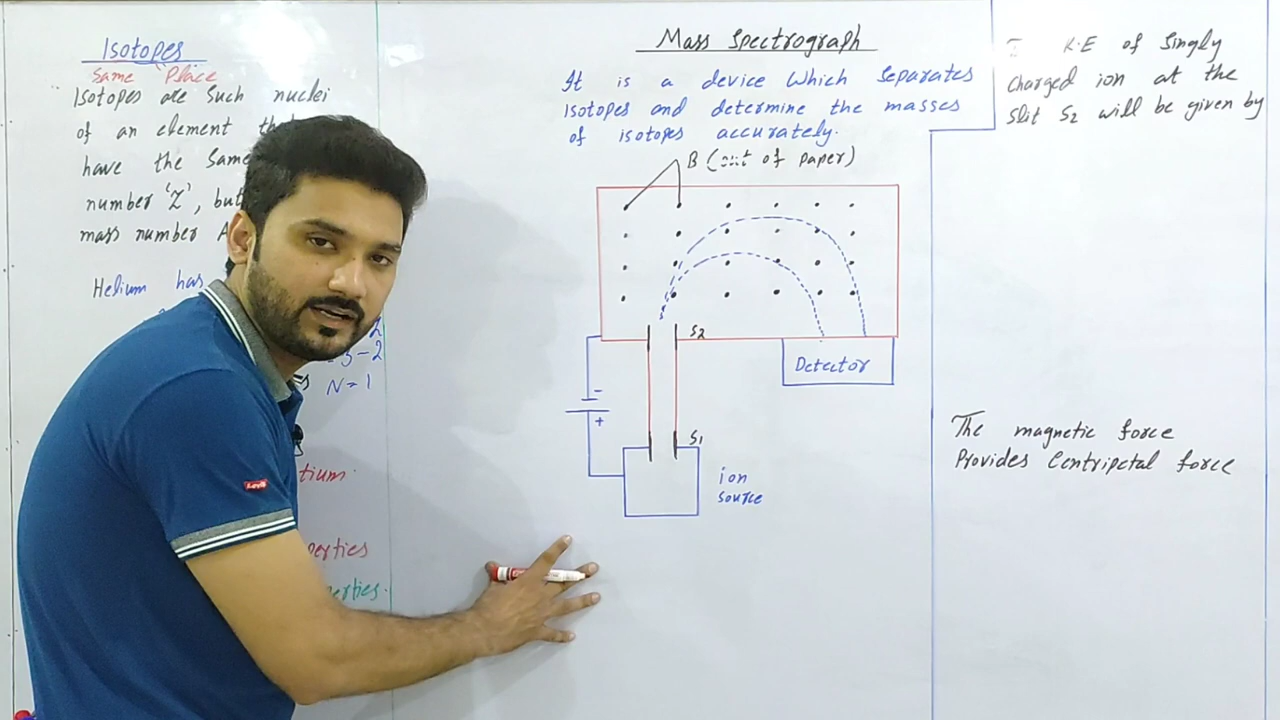 Isotopes
Same Place
Isotopes are Such nuclei
of an element
have the Same
number 'Z', but
mass number A
Helium has
3-2
N = 1
tium.
perties
perties.
Levi's
Mass Spectrograph
It is a device which separates
isotopes and determine the masses
of isotopes accurately.
B (out of paper)
S2
Detector
-
+
S1
ion
source
K.E of Singly
Charged ion at the
Slit S2 will be given by
The magnetic force
Provides Centripetal force